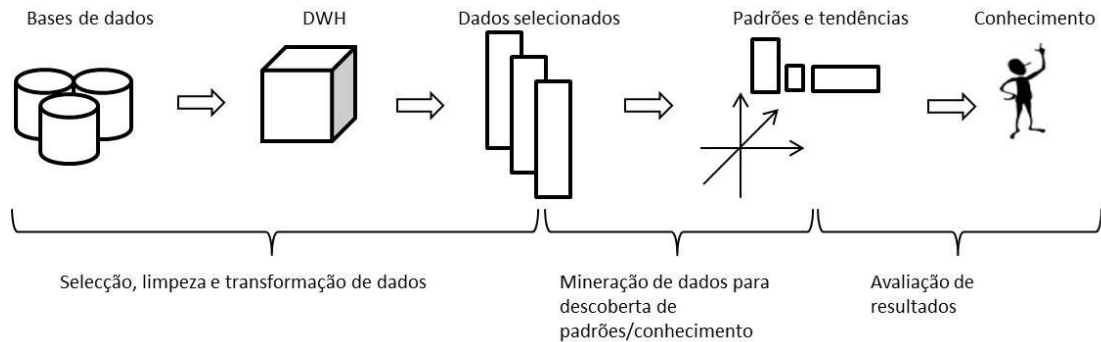 Bases de dados
DWH
Dados selecionados
Padrões e tendências
Conhecimento
Selecção, limpeza e transformação de dados
Mineração de dados para
descoberta de
padrões/conhecimento
Avaliação de
resultados